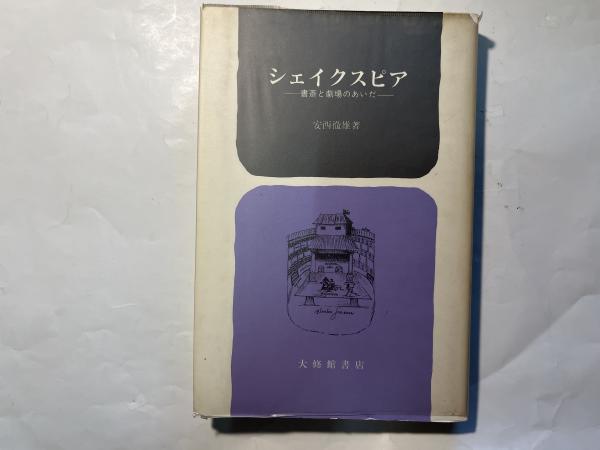 シェイクスピア
——書斎と劇場のあいだ——
安西徹雄著
大修館書店